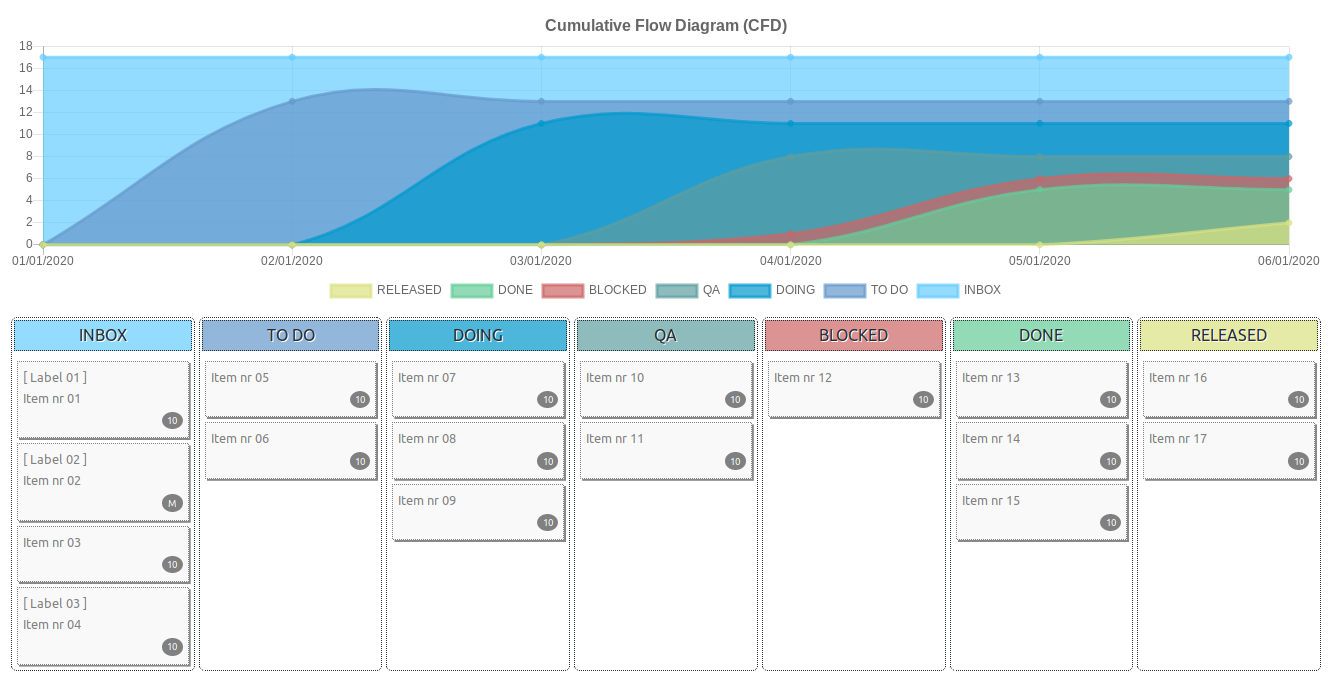 Cumulative Flow Diagram (CFD)
18
16
14
12
10
8
6
4
2
0
01/01/2020 02/01/2020 03/01/2020 04/01/2020 05/01/2020 06/01/2020
RELEASED DONE BLOCKED QA DOING TO DO INBOX
INBOX
[ Label 01 ]
Item nr 01
10
[ Label 02 ]
Item nr 02
M
Item nr 03
10
[ Label 03 ]
Item nr 04
10
TO DO
Item nr 05
10
Item nr 06
10
DOING
Item nr 07
10
Item nr 08
10
Item nr 09
10
QA
Item nr 10
10
Item nr 11
10
BLOCKED
Item nr 12
10
DONE
Item nr 13
10
Item nr 14
10
Item nr 15
10
RELEASED
Item nr 16
10
Item nr 17
10